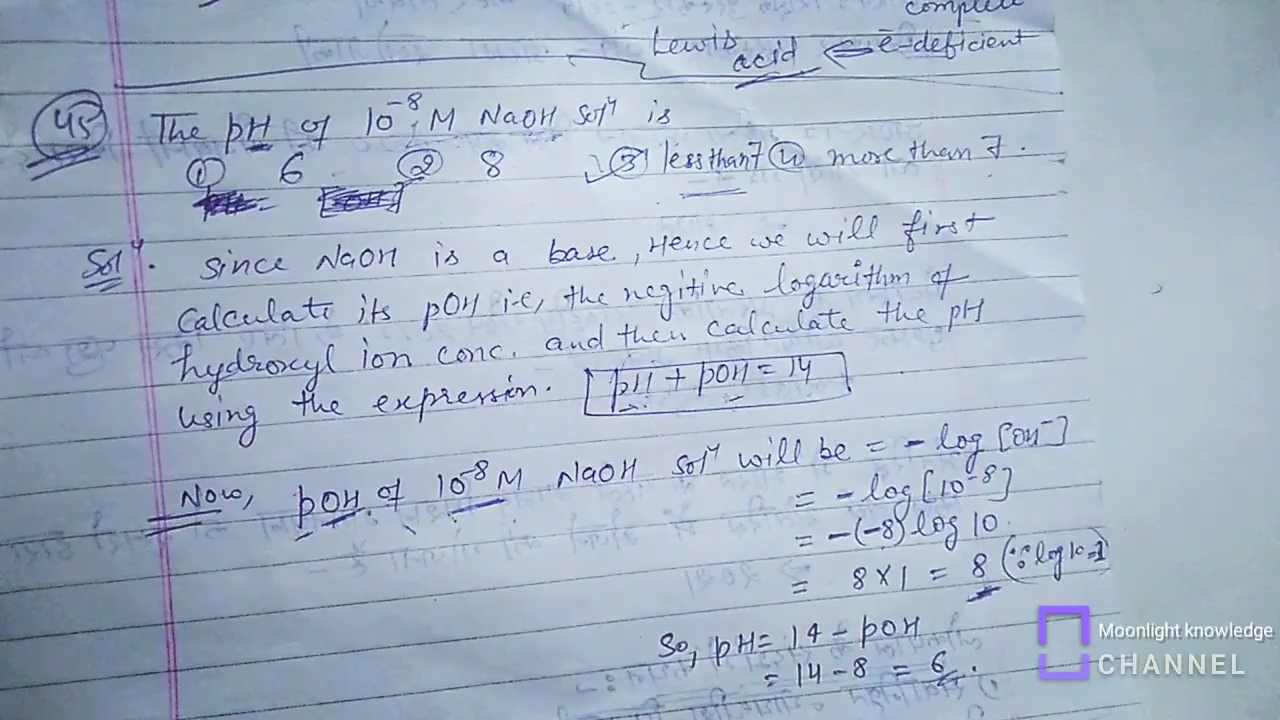 complete
Lewis acid ⇐ e-deficient
45 The pH of 10⁻⁸ M NaOH Solⁿ is
① 6 ② 8 ③ less than 7 ④ more than 7.
Solⁿ. Since NaOH is a base, Hence we will first
calculate its pOH i.e, the negitive logarithm of
hydroxyl ion conc. and then calculate the pH
using the expression. pH + pOH = 14
Now, pOH of 10⁻⁸ M NaOH Solⁿ will be = - log [OH⁻]
= - log [10⁻⁸]
= -(-8) log 10.
= 8 × 1 = 8 (∵ log 10 = 1)
So, pH = 14 - pOH
= 14 - 8 = 6.
Moonlight knowledge
CHANNEL